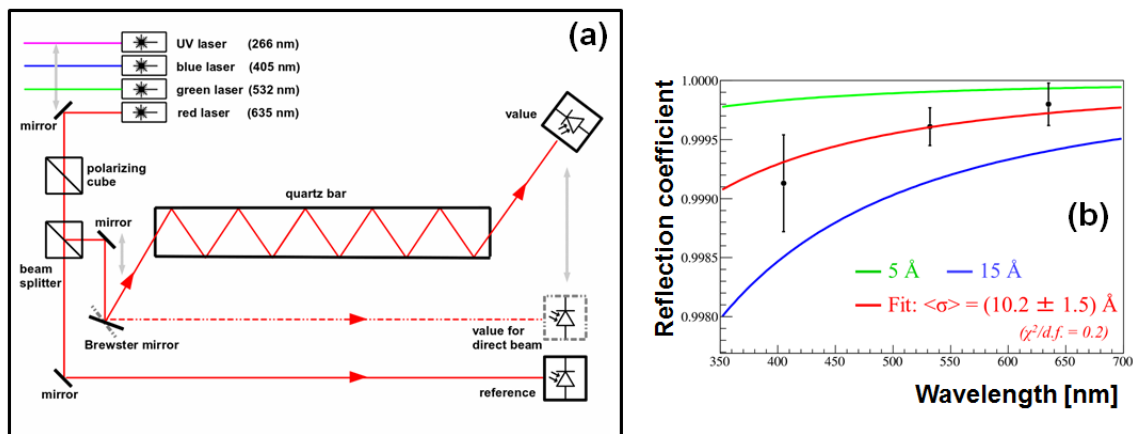 (a)
UV laser (266 nm)
blue laser (405 nm)
green laser (532 nm)
red laser (635 nm)
mirror
value
polarizing
cube
quartz bar
mirror
beam
splitter
Brewster mirror
value for
direct beam
mirror
reference
Reflection coefficient
1.0000
0.9995
0.9990
0.9985
0.9980
(b)
5 Å
15 Å
Fit: <σ> = (10.2 ± 1.5) Å
(χ²/d.f. = 0.2)
350 400 450 500 550 600 650 700
Wavelength [nm]